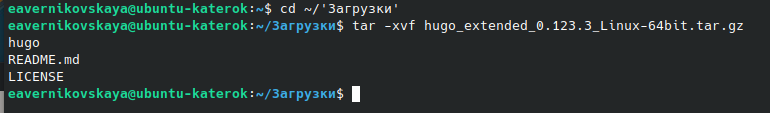 eavernikovskaya@ubuntu-katerok:~$ cd ~/'Загрузки'
eavernikovskaya@ubuntu-katerok:~/Загрузки$ tar -xvf hugo_extended_0.123.3_Linux-64bit.tar.gz
hugo
README.md
LICENSE
eavernikovskaya@ubuntu-katerok:~/Загрузки$